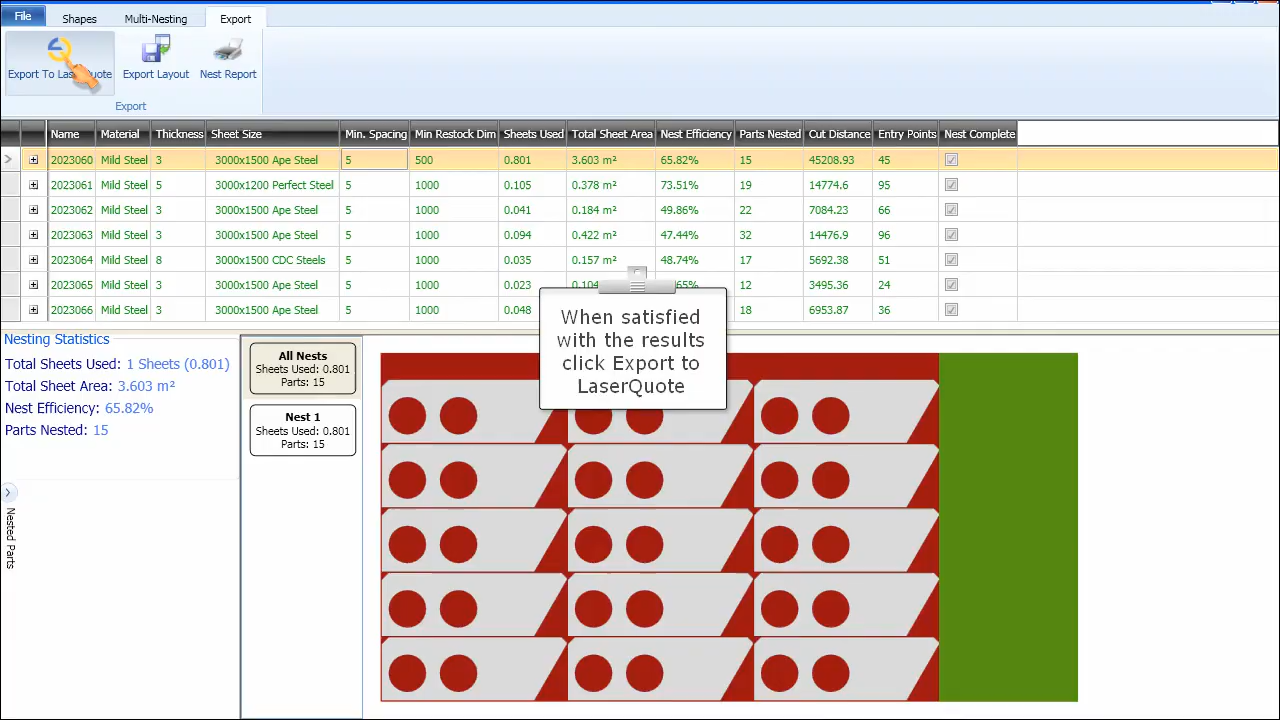 File Shapes Multi-Nesting Export
Export To LaserQuote Export Layout Nest Report
Export
Name Material Thickness Sheet Size Min. Spacing Min Restock Dim Sheets Used Total Sheet Area Nest Efficiency Parts Nested Cut Distance Entry Points Nest Complete
2023060 Mild Steel 3 3000x1500 Ape Steel 5 500 0.801 3.603 m² 65.82% 15 45208.93 45
2023061 Mild Steel 5 3000x1200 Perfect Steel 5 1000 0.105 0.378 m² 73.51% 19 14774.6 95
2023062 Mild Steel 3 3000x1500 Ape Steel 5 1000 0.041 0.184 m² 49.86% 22 7084.23 66
2023063 Mild Steel 3 3000x1500 Ape Steel 5 1000 0.094 0.422 m² 47.44% 32 14476.9 96
2023064 Mild Steel 8 3000x1500 CDC Steels 5 1000 0.035 0.157 m² 48.74% 17 5692.38 51
2023065 Mild Steel 3 3000x1500 Ape Steel 5 1000 0.023 12 3495.36 24
2023066 Mild Steel 3 3000x1500 Ape Steel 5 1000 0.048 18 6953.87 36
When satisfied
with the results
click Export to
LaserQuote
Nesting Statistics
Total Sheets Used: 1 Sheets (0.801)
Total Sheet Area: 3.603 m²
Nest Efficiency: 65.82%
Parts Nested: 15
All Nests
Sheets Used: 0.801
Parts: 15
Nest 1
Sheets Used: 0.801
Parts: 15
Nested Parts